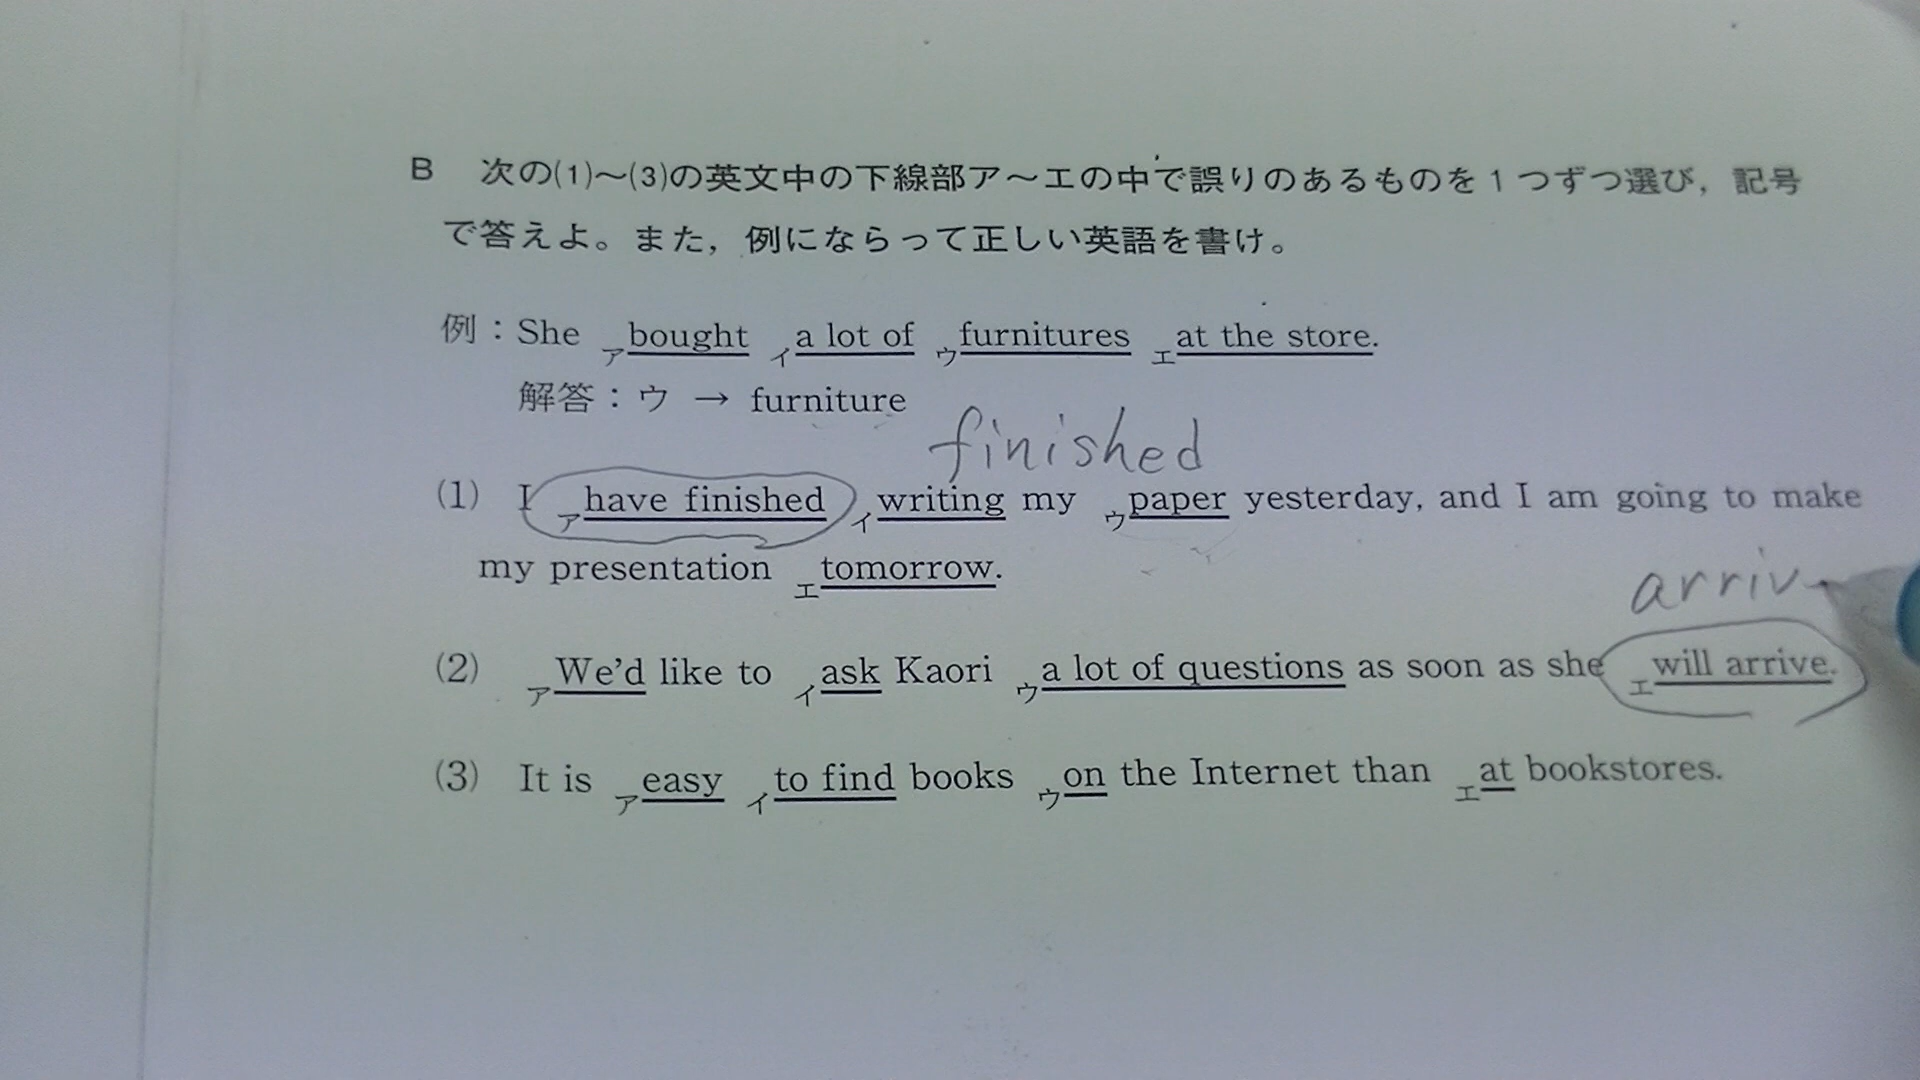 B 次の(1)～(3)の英文中の下線部ア～エの中で誤りのあるものを1つずつ選び，記号
で答えよ。また，例にならって正しい英語を書け。
例：She ア bought イ a lot of ウ furnitures エ at the store.
解答：ウ → furniture
finished
(1) I ア have finished イ writing my ウ paper yesterday, and I am going to make
my presentation エ tomorrow.
arriv
(2) ア We'd like to イ ask Kaori ウ a lot of questions as soon as she エ will arrive.
(3) It is ア easy イ to find books ウ on the Internet than エ at bookstores.